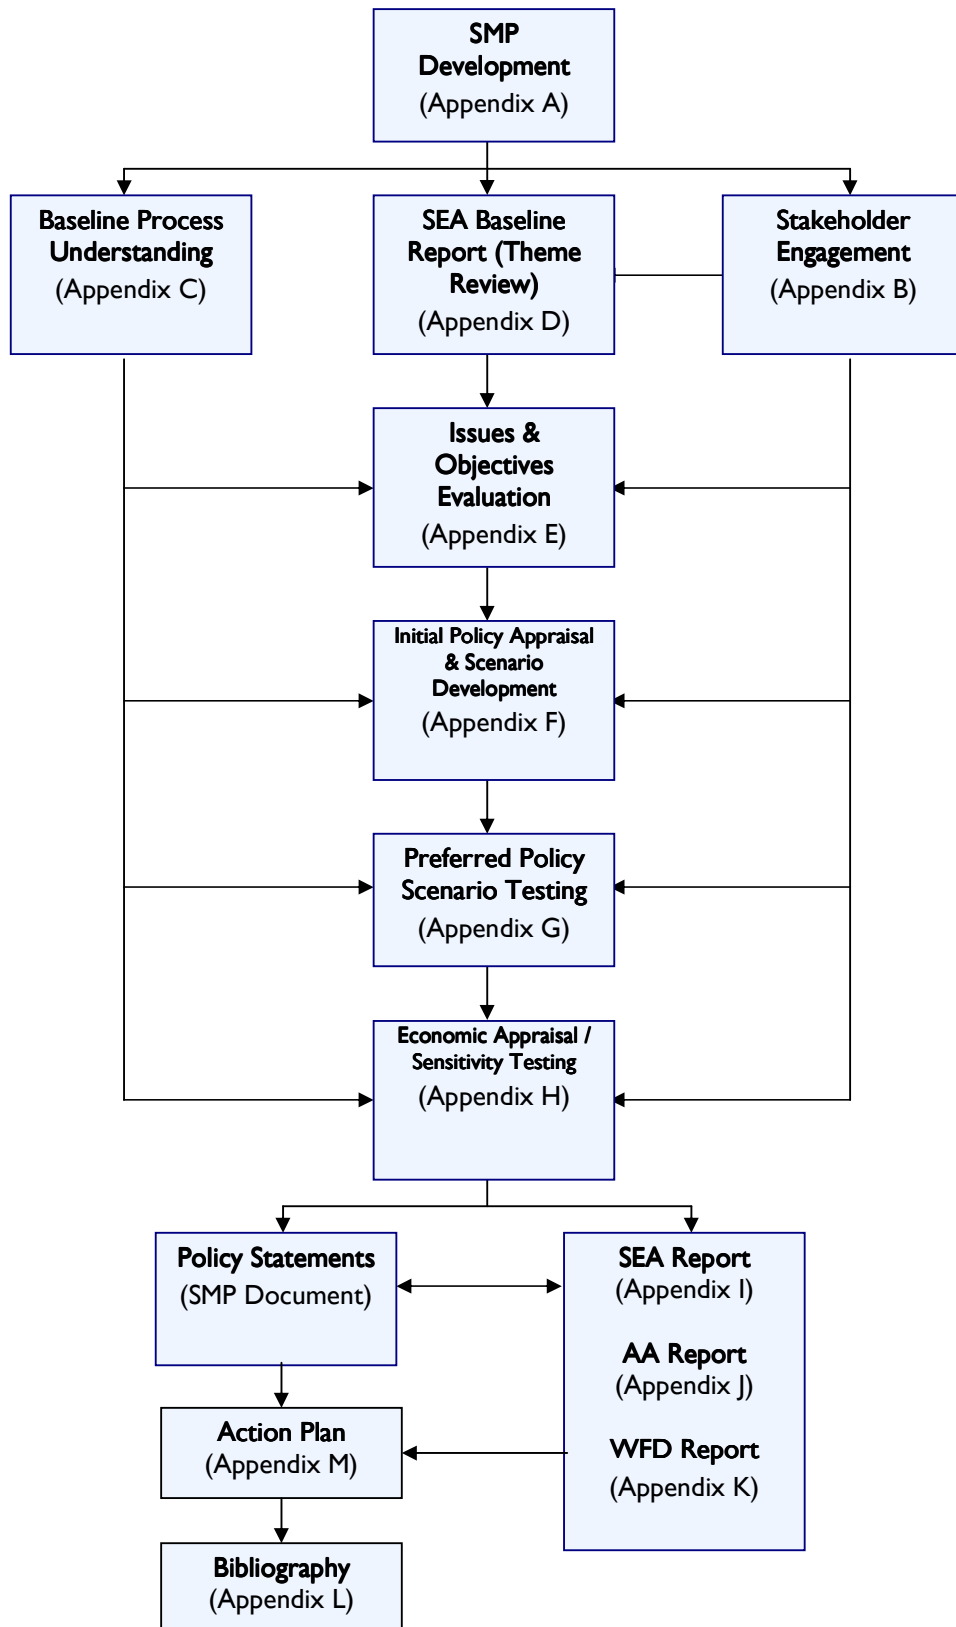 SMP
Development
(Appendix A)
Baseline Process
Understanding
(Appendix C)
SEA Baseline
Report (Theme
Review)
(Appendix D)
Stakeholder
Engagement
(Appendix B)
Issues &
Objectives
Evaluation
(Appendix E)
Initial Policy Appraisal
& Scenario
Development
(Appendix F)
Preferred Policy
Scenario Testing
(Appendix G)
Economic Appraisal /
Sensitivity Testing
(Appendix H)
Policy Statements
(SMP Document)
SEA Report
(Appendix I)
AA Report
(Appendix J)
WFD Report
(Appendix K)
Action Plan
(Appendix M)
Bibliography
(Appendix L)